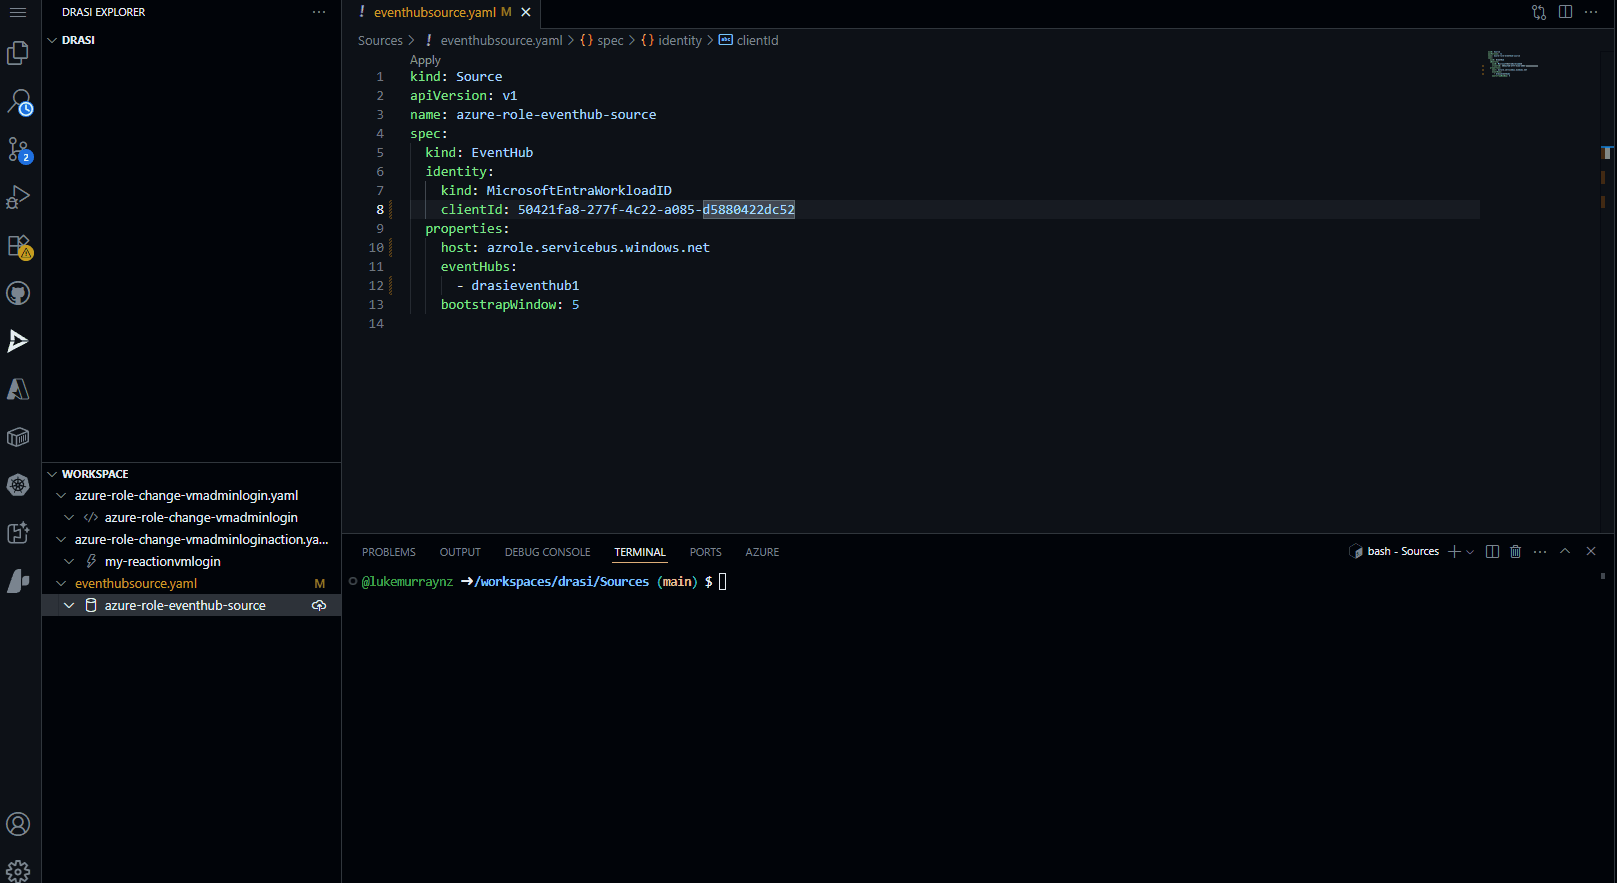 DRASI EXPLORER
DRASI
WORKSPACE
azure-role-change-vmadminlogin.yaml
azure-role-change-vmadminlogin
azure-role-change-vmadminloginaction.ya...
my-reactionvmlogin
eventhubsource.yaml M
azure-role-eventhub-source
2
! eventhubsource.yaml M
Sources > ! eventhubsource.yaml > {} spec > {} identity > abc clientId
Apply
1 kind: Source
2 apiVersion: v1
3 name: azure-role-eventhub-source
4 spec:
5 kind: EventHub
6 identity:
7 kind: MicrosoftEntraWorkloadID
8 clientId: 50421fa8-277f-4c22-a085-d5880422dc52
9 properties:
10 host: azrole.servicebus.windows.net
11 eventHubs:
12 - drasieventhub1
13 bootstrapWindow: 5
14
PROBLEMS OUTPUT DEBUG CONSOLE TERMINAL PORTS AZURE
bash - Sources
@lukemurraynz ➜/workspaces/drasi/Sources (main) $